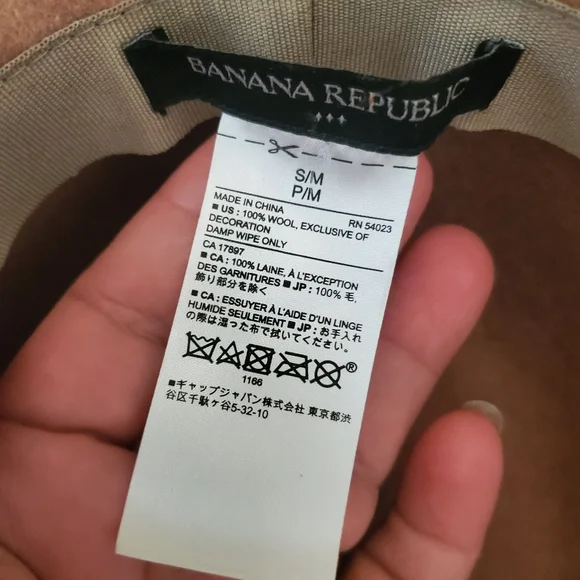 BANANA REPUBLIC
S/M
P/M
MADE IN CHINA RN 54023
■ US : 100% WOOL, EXCLUSIVE OF
DECORATION
DAMP WIPE ONLY
CA 17897
■ CA : 100% LAINE, À L'EXCEPTION
DES GARNITURES ■ JP : 100% 毛,
飾り部分を除く
■ CA : ESSUYER À L'AIDE D'UN LINGE
HUMIDE SEULEMENT ■ JP : お手入れ
の際は湿った布で拭いてください。
®
1166
■ギャップジャパン株式会社 東京都渋
谷区千駄ヶ谷5-32-10